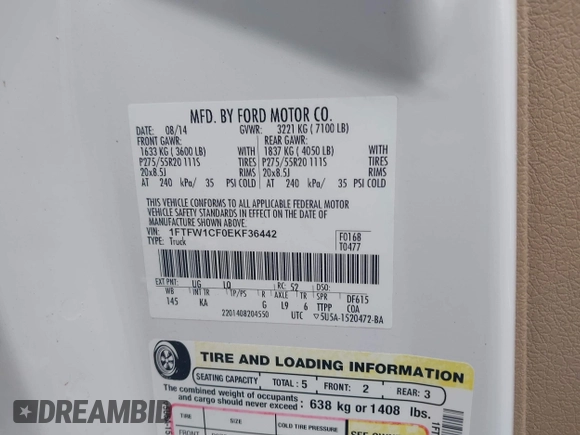 MFD. BY FORD MOTOR CO.
DATE: 08/14 GVWR: 3221 KG ( 7100 LB)
FRONT GAWR: REAR GAWR:
1633 KG ( 3600 LB) WITH 1837 KG ( 4050 LB) WITH
P275/55R20 111S TIRES P275/55R20 111S TIRES
20x8.5J RIMS 20x8.5J RIMS
AT 240 kPa/ 35 PSI COLD AT 240 kPa/ 35 PSI COLD
THIS VEHICLE CONFORMS TO ALL APPLICABLE FEDERAL MOTOR
VEHICLE SAFETY STANDARDS IN EFFECT ON THE DATE OF
MANUFACTURE SHOWN ABOVE.
VIN: 1FTFW1CF0EKF36442 F0168
TYPE: Truck T0477
EXT PNT: UG LQ RC: 52 DSO:
WB INT TR TP/PS R AXLE TR SPR DF615
145 KA G L9 6 TTPP COA
2201408204550 UTC ▽5U5A-1520472-BA
TIRE AND LOADING INFORMATION
SEATING CAPACITY TOTAL: 5 FRONT: 2 REAR: 3
The combined weight of occupants
and cargo should never exceed: 638 kg or 1408 lbs.
TIRE SIZE COLD TIRE PRESSURE
FRONT
DREAMBID